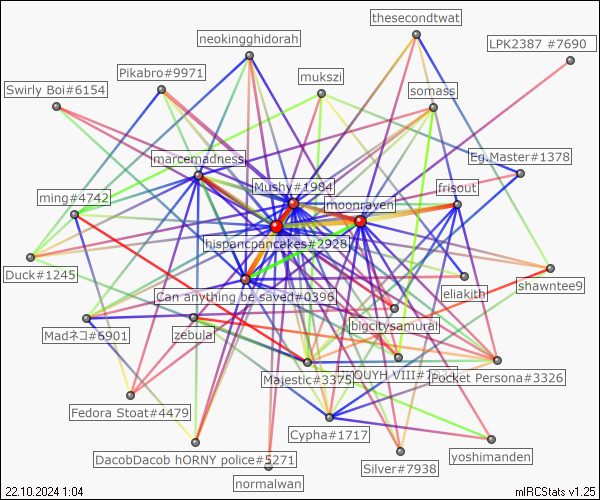 thesecondtwat
neokingghidorah
LPK2387 #7690
Pikabro#9971
mukszi
Swirly Boi#6154
somass
marcemadness
Eg.Master#1378
Mushy#1984
frisout
ming#4742
moonraven
hispancpancakes#2928
Duck#1245
shawntee9
eliakith
Can anything be saved#0396
bigcitysamurai
Madネコ#6901
zebula
VIII#
Majestic#3375
Pocket Persona#3326
Fedora Stoat#4479
Cypha#1717
DacobDacob hORNY police#5271
yoshimanden
Silver#7938
normalwan
22.10.2024 1:04
mIRCStats v1.25